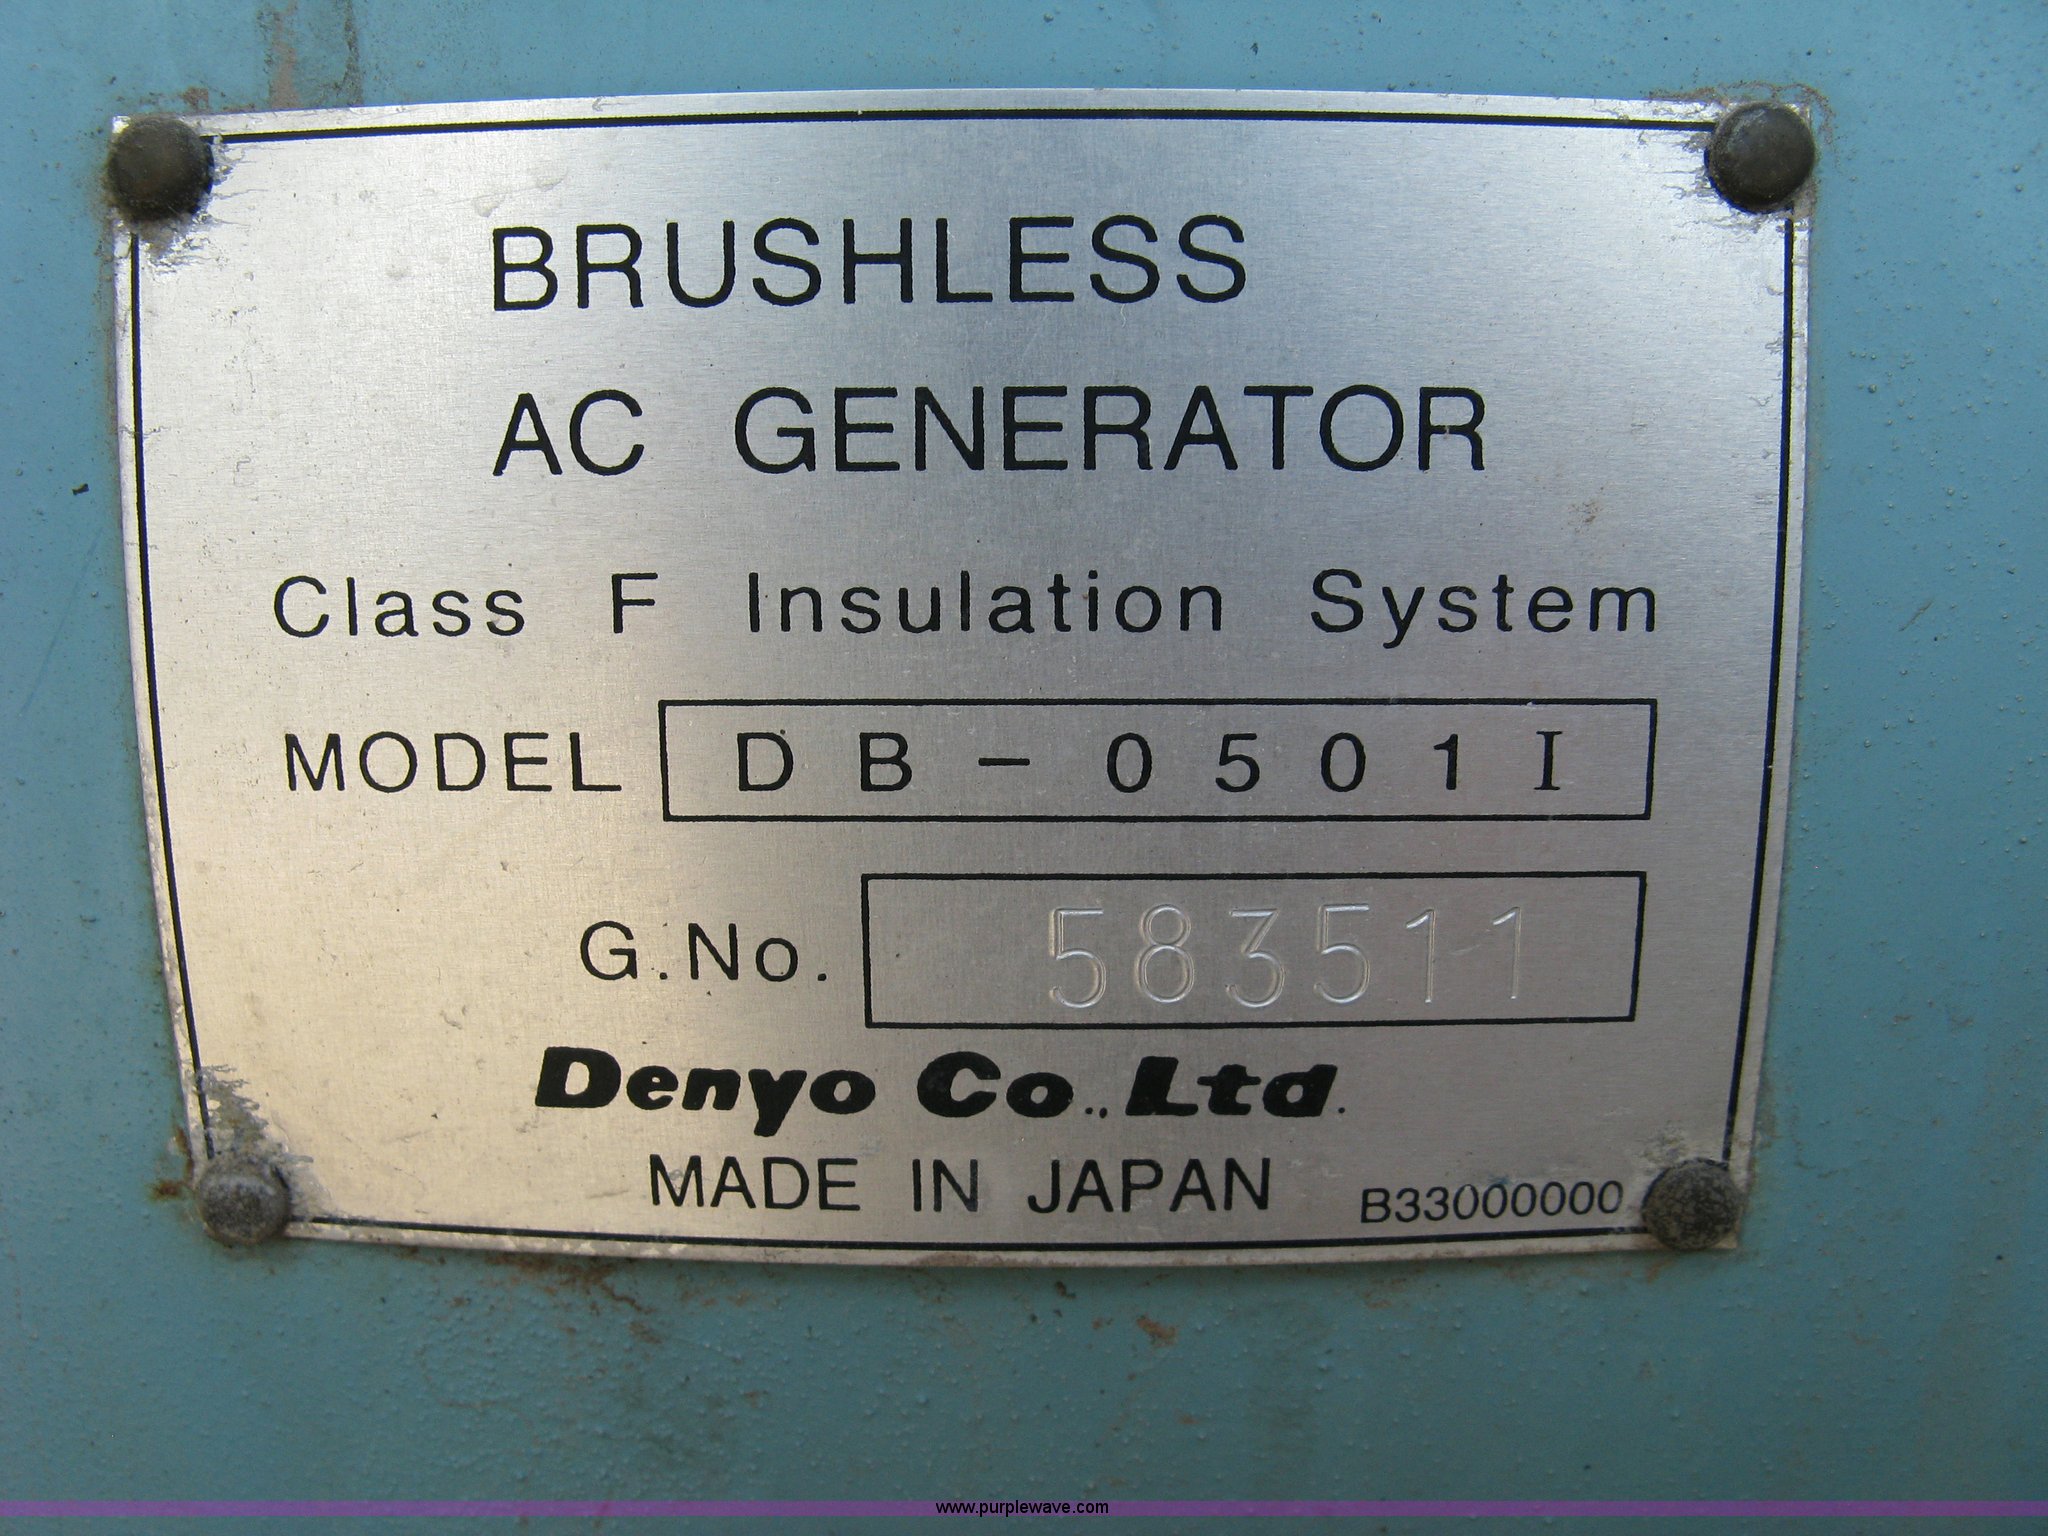 BRUSHLESS
AC GENERATOR
Class F Insulation System
MODEL DB-0501I
G.No. 583511
Denyo Co., Ltd.
MADE IN JAPAN B33000000
www.purplewave.com